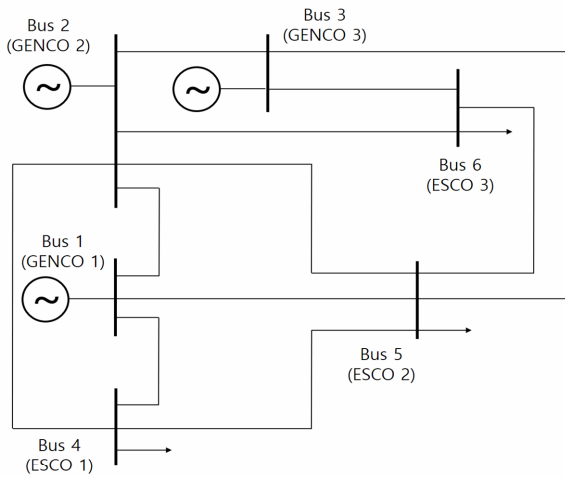 Bus 3
(GENCO 3)
Bus 2
(GENCO 2)
Bus 6
(ESCO 3)
Bus 1
(GENCO 1)
Bus 5
(ESCO 2)
Bus 4
(ESCO 1)